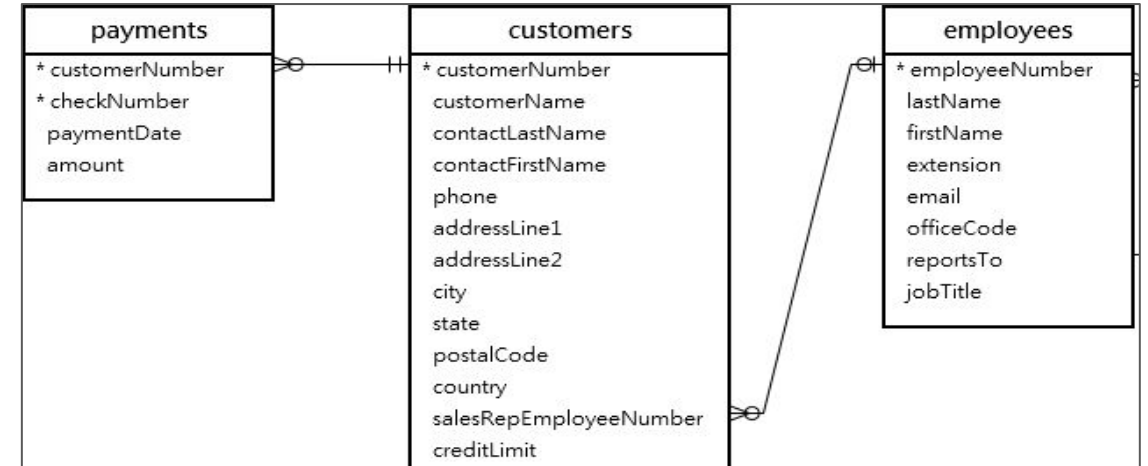 payments
* customerNumber
* checkNumber
paymentDate
amount
customers
* customerNumber
customerName
contactLastName
contactFirstName
phone
addressLine1
addressLine2
city
state
postalCode
country
salesRepEmployeeNumber
creditLimit
employees
* employeeNumber
lastName
firstName
extension
email
officeCode
reportsTo
jobTitle